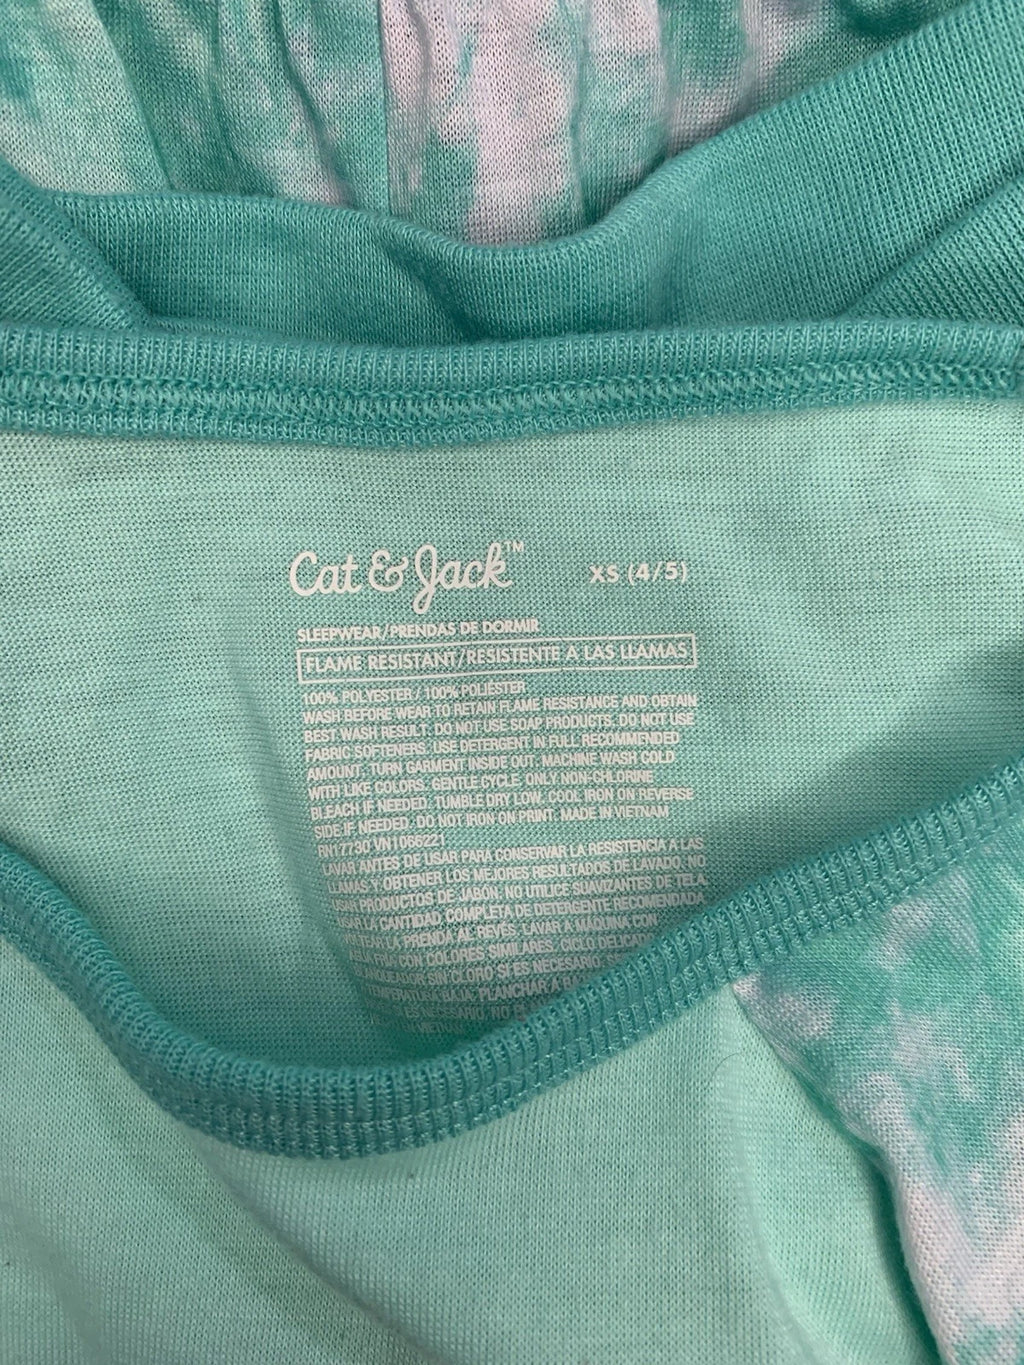 Cat & Jack™ XS (4/5)
SLEEPWEAR/PRENDAS DE DORMIR
FLAME RESISTANT/RESISTENTE A LAS LLAMAS
100% POLYESTER / 100% POLIÉSTER
WASH BEFORE WEAR TO RETAIN FLAME RESISTANCE AND OBTAIN
BEST WASH RESULT. DO NOT USE SOAP PRODUCTS. DO NOT USE
FABRIC SOFTENERS. USE DETERGENT IN FULL RECOMMENDED
AMOUNT. TURN GARMENT INSIDE OUT. MACHINE WASH COLD
WITH LIKE COLORS. GENTLE CYCLE. ONLY NON-CHLORINE
BLEACH IF NEEDED. TUMBLE DRY LOW. COOL IRON ON REVERSE
SIDE IF NEEDED. DO NOT IRON ON PRINT. MADE IN VIETNAM
RN17730 VN1066221
LAVAR ANTES DE USAR PARA CONSERVAR LA RESISTENCIA A LAS
LLAMAS Y OBTENER LOS MEJORES RESULTADOS DE LAVADO. NO
USAR PRODUCTOS DE JABÓN. NO UTILICE SUAVIZANTES DE TELA.
USAR LA CANTIDAD COMPLETA DE DETERGENTE RECOMENDADA.
LA PRENDA AL REVÉS. LAVAR A MÁQUINA CON
AGUA FRÍA CON COLORES SIMILARES. CICLO
SIN CLORO SI ES NECESARIO.
BAJA. PLANCHAR A
ES NECESARIO. NO
VIETNAM